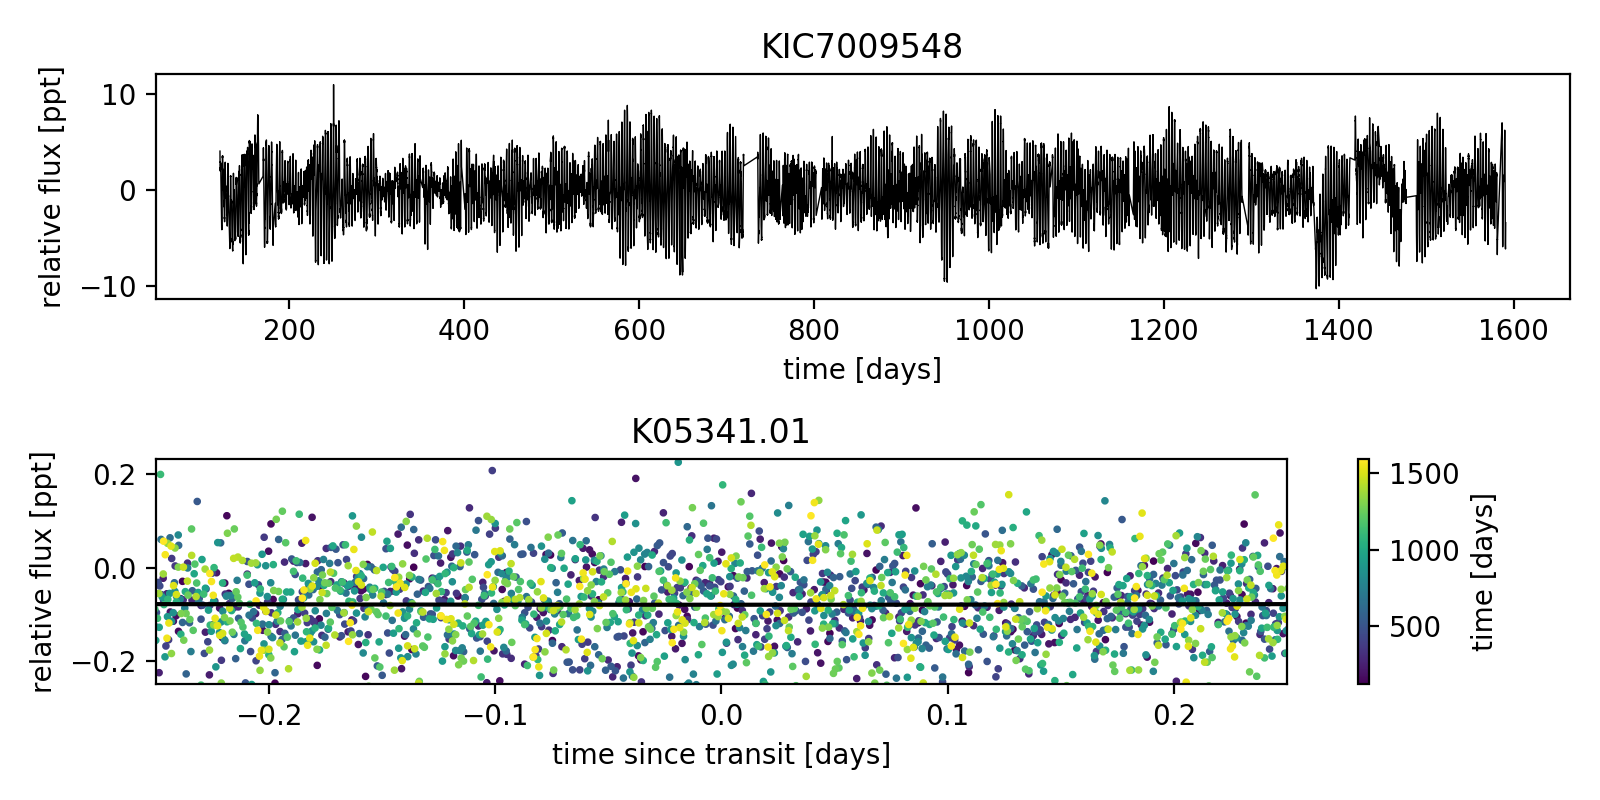 KIC7009548
relative flux [ppt]
10
0
−10
200 400 600 800 1000 1200 1400 1600
time [days]
K05341.01
relative flux [ppt]
0.2
0.0
−0.2
−0.2 −0.1 0.0 0.1 0.2
time since transit [days]
1500
1000
500
time [days]